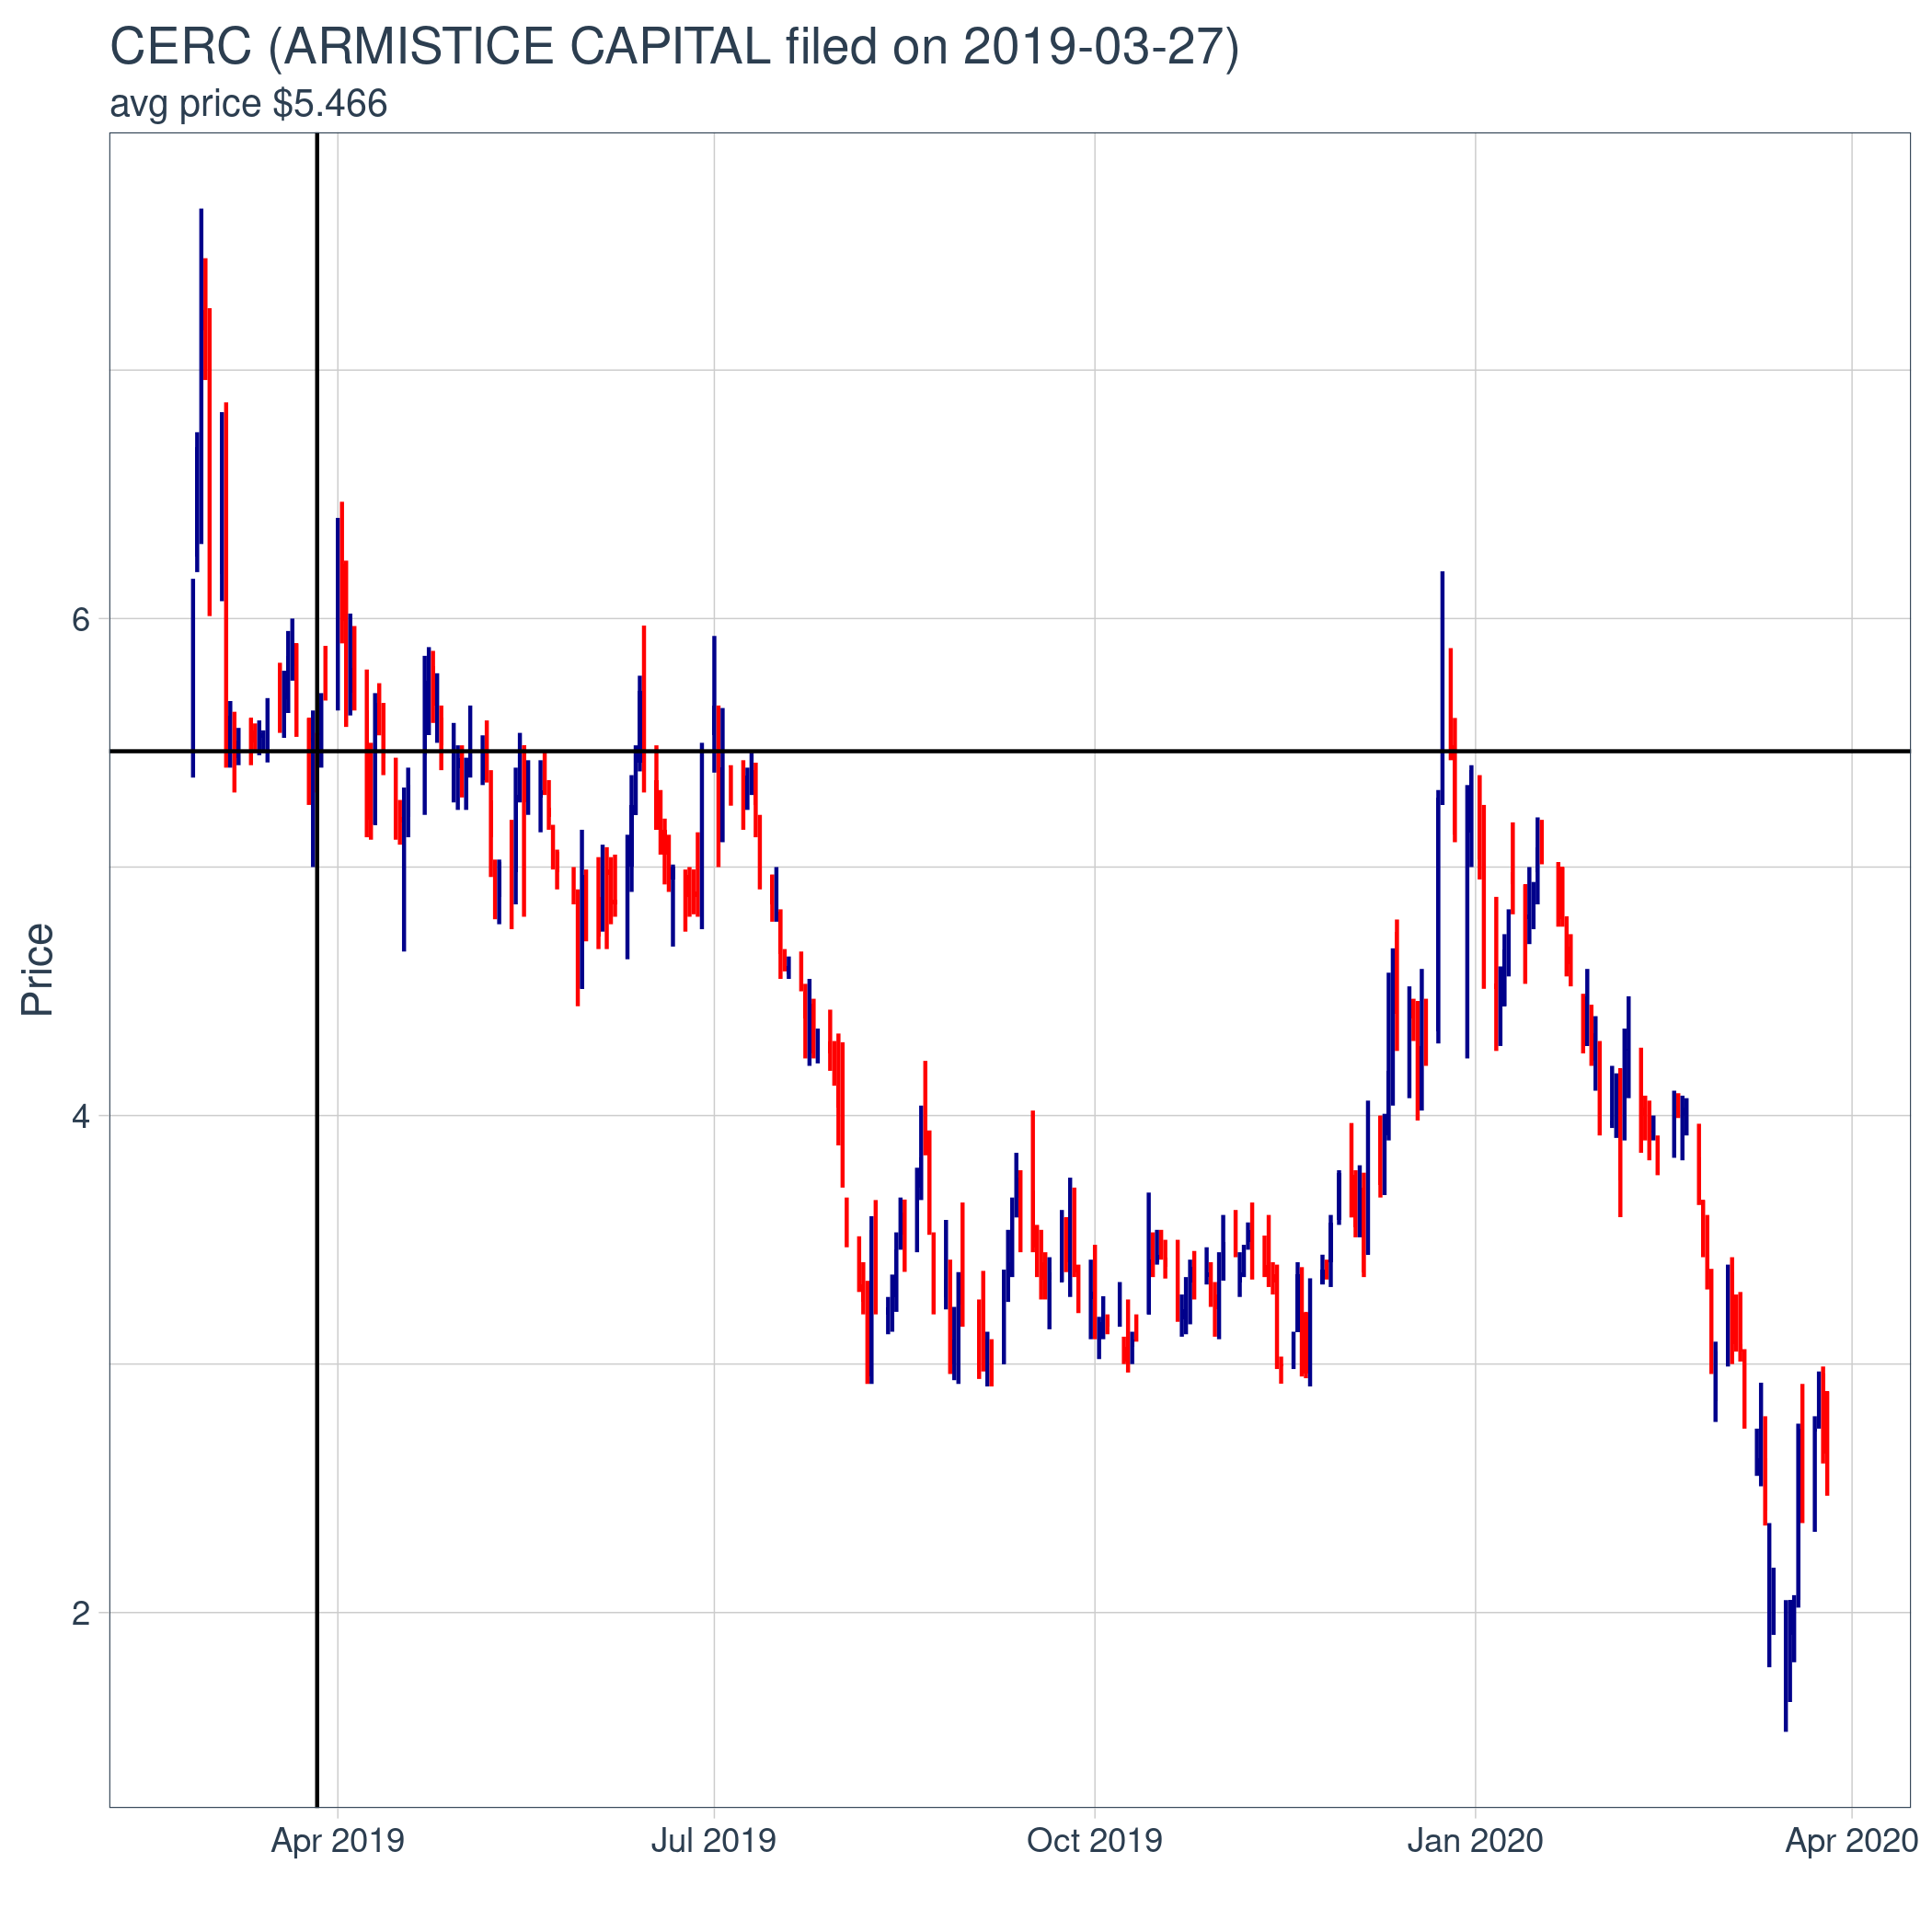 CERC (ARMISTICE CAPITAL filed on 2019-03-27)
avg price $5.466
Price
6
4
2
Apr 2019
Jul 2019
Oct 2019
Jan 2020
Apr 2020